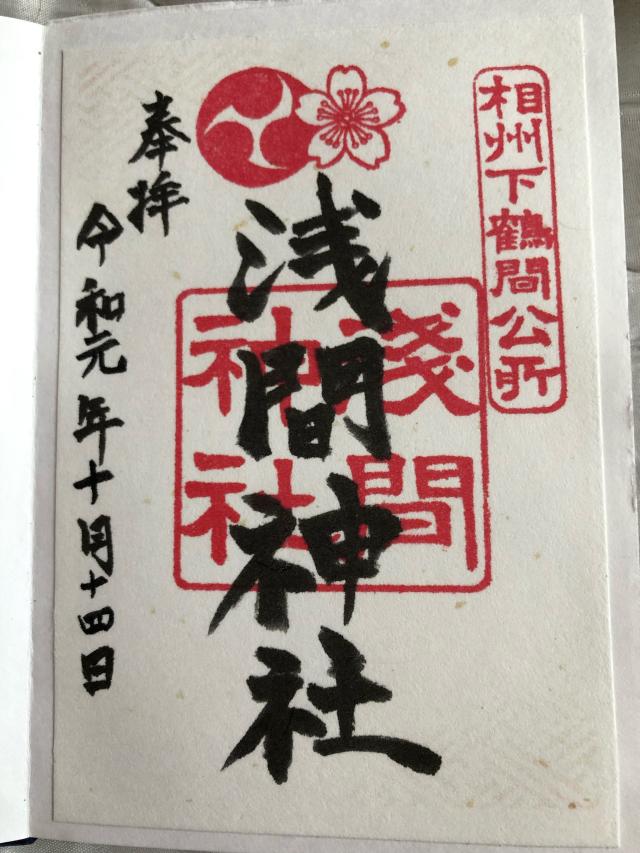 相州下鶴間公所
浅間神社
淺間
神社
奉拝
令和元年十月十四日